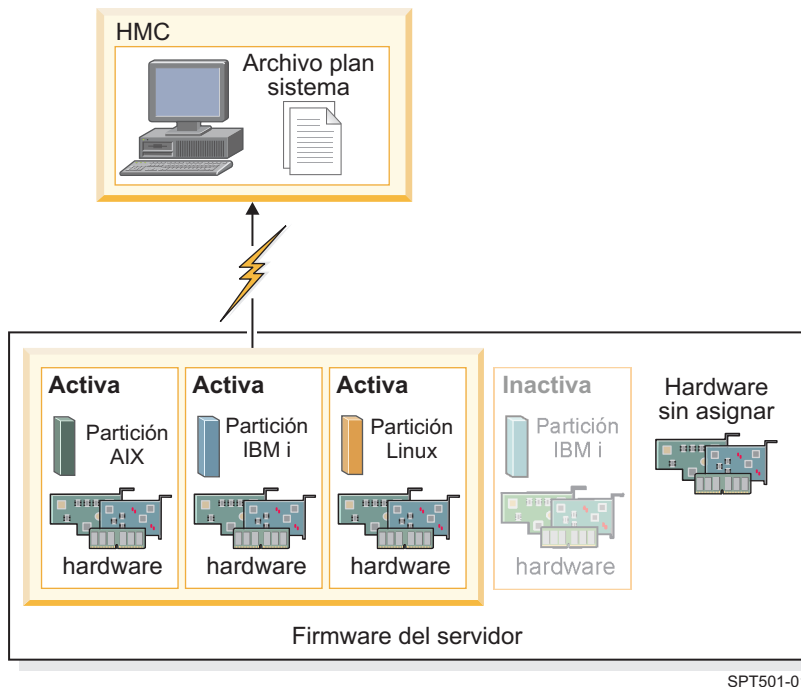 HMC
Archivo plan
sistema
Activa
Partición
AIX
hardware
Activa
Partición
IBM i
hardware
Activa
Partición
Linux
hardware
Inactiva
Partición
IBM i
hardware
Hardware
sin asignar
Firmware del servidor
SPT501-0